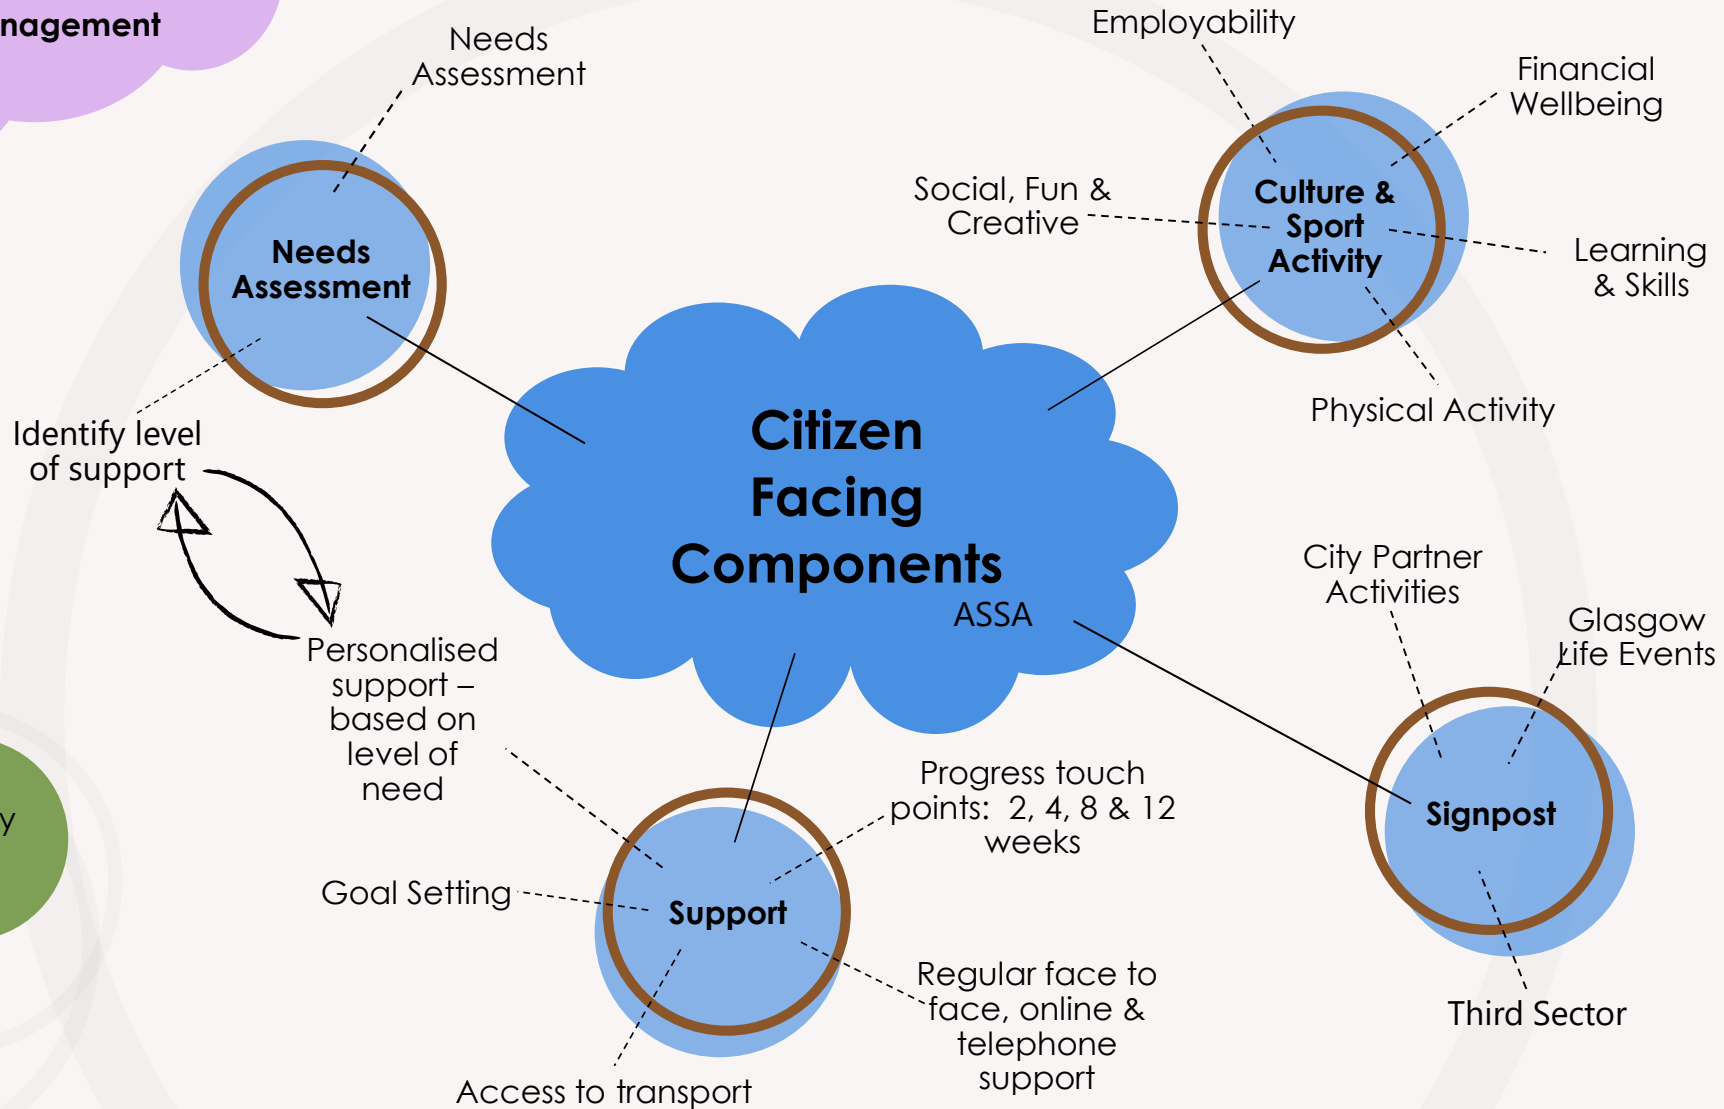 nagement
Needs
Assessment
Needs
Assessment
Identify level
of support
Personalised
support –
based on
level of
need
Employability
Financial
Wellbeing
Social, Fun &
Creative
Culture &
Sport
Activity
Learning
& Skills
Physical Activity
Citizen
Facing
Components
ASSA
City Partner
Activities
Glasgow
Life Events
Signpost
Third Sector
Progress touch
points:  2, 4, 8 & 12
weeks
Goal Setting
Support
Regular face to
face, online &
telephone
support
Access to transport
y